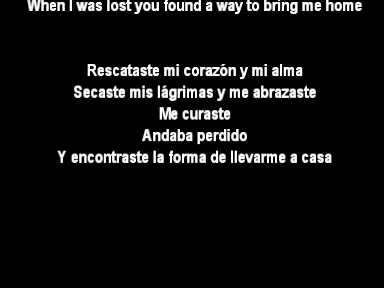 When I was lost you found a way to bring me home
Rescataste mi corazón y mi alma
Secaste mis lágrimas y me abrazaste
Me curaste
Andaba perdido
Y encontraste la forma de llevarme a casa